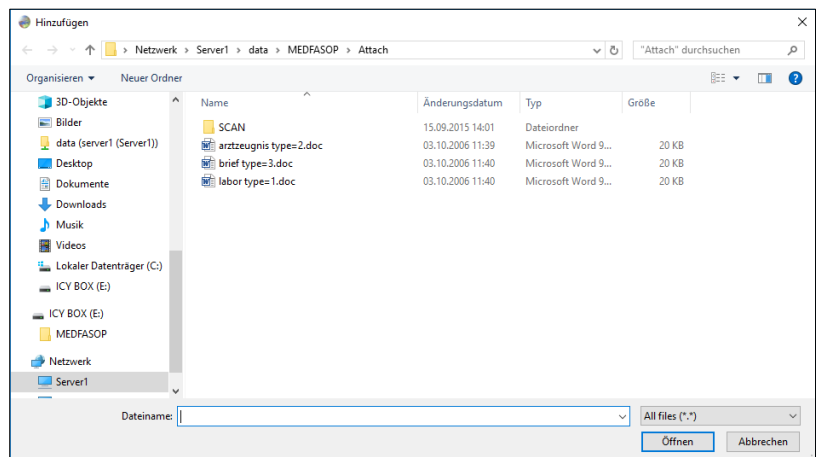 Hinzufügen
Netzwerk > Server1 > data > MEDFASOP > Attach "Attach" durchsuchen
Organisieren Neuer Ordner
3D-Objekte
Bilder
data (server1 (Server1))
Desktop
Dokumente
Downloads
Musik
Videos
Lokaler Datenträger (C:)
ICY BOX (E:)
ICY BOX (E:)
MEDFASOP
Netzwerk
Server1
Name Änderungsdatum Typ Größe
SCAN 15.09.2015 14:01 Dateiordner
arztzeugnis type=2.doc 03.10.2006 11:39 Microsoft Word 9... 20 KB
brief type=3.doc 03.10.2006 11:40 Microsoft Word 9... 20 KB
labor type=1.doc 03.10.2006 11:40 Microsoft Word 9... 20 KB
Dateiname: All files (*.*)
Öffnen Abbrechen